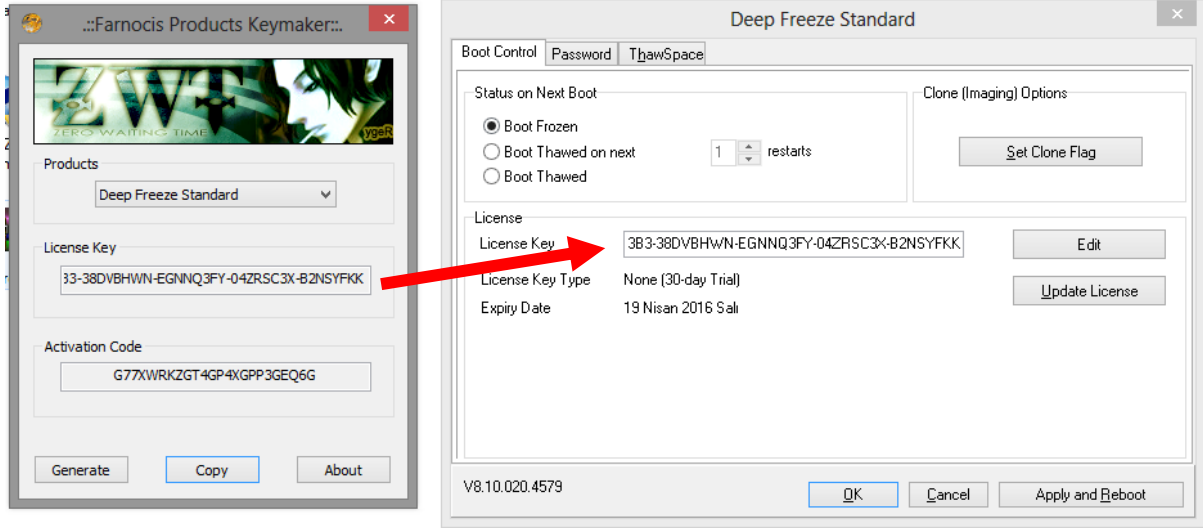 .::Farnocis Products Keymaker::.
ZWT
ZERO WAITING TIME
ygeR
Products
Deep Freeze Standard
License Key
33-38DVBHWN-EGNNQ3FY-04ZRSC3X-B2NSYFKK
Activation Code
G77XWRKZGT4GP4XGPP3GEQ6G
Generate
Copy
About
Deep Freeze Standard
Boot Control
Password
ThawSpace
Status on Next Boot
Boot Frozen
Boot Thawed on next 1 restarts
Boot Thawed
Clone (Imaging) Options
Set Clone Flag
License
License Key 3B3-38DVBHWN-EGNNQ3FY-04ZRSC3X-B2NSYFKK Edit
License Key Type None (30-day Trial)
Update License
Expiry Date 19 Nisan 2016 Salı
V8.10.020.4579
OK
Cancel
Apply and Reboot